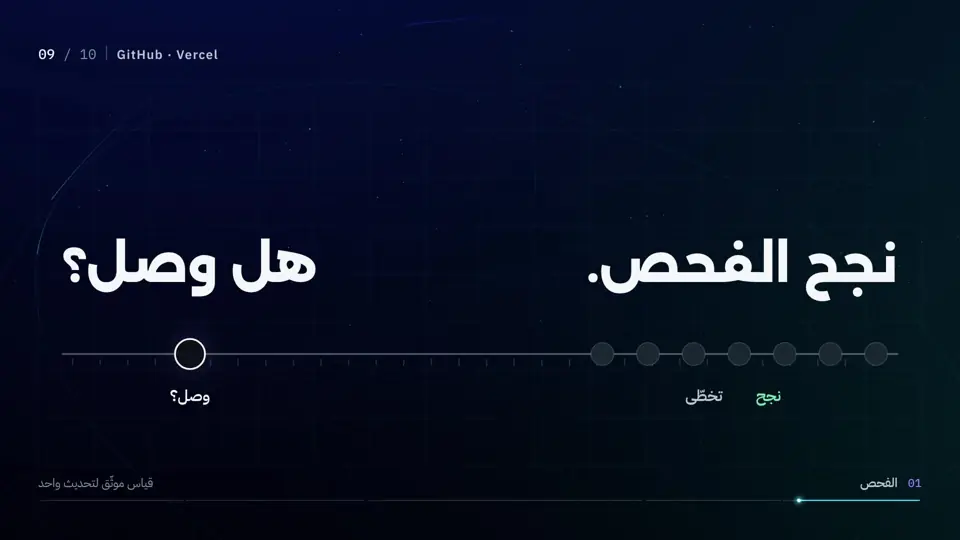 09 / 10 | GitHub · Vercel
نجح الفحص.
هل وصل؟
نجح
تخطّى
وصل؟
01 الفحص
قياس موثّق لتحديث واحد